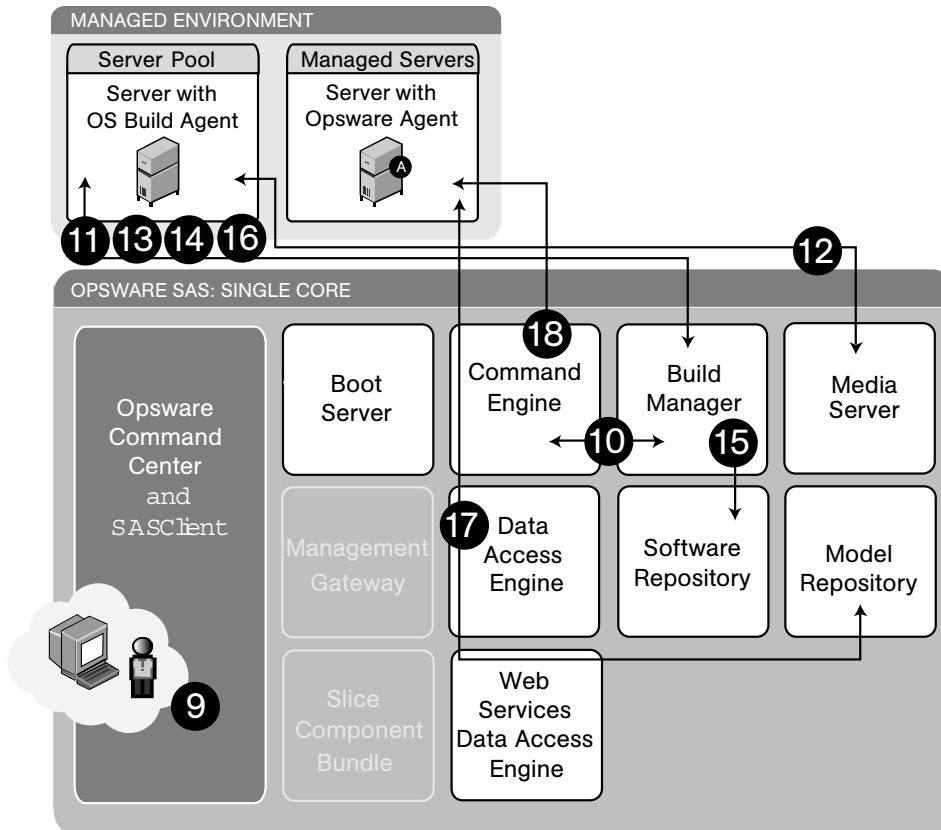 MANAGED ENVIRONMENT
Server Pool
Server with
OS Build Agent
Managed Servers
Server with
Opsware Agent
A
11
13
14
16
12
OPSWARE SAS: SINGLE CORE
Opsware
Command
Center
and
SASClient
9
Boot
Server
18
Command
Engine
10
Build
Manager
15
Media
Server
Management
Gateway
17
Data
Access
Engine
Software
Repository
Model
Repository
Slice
Component
Bundle
Web
Services
Data Access
Engine